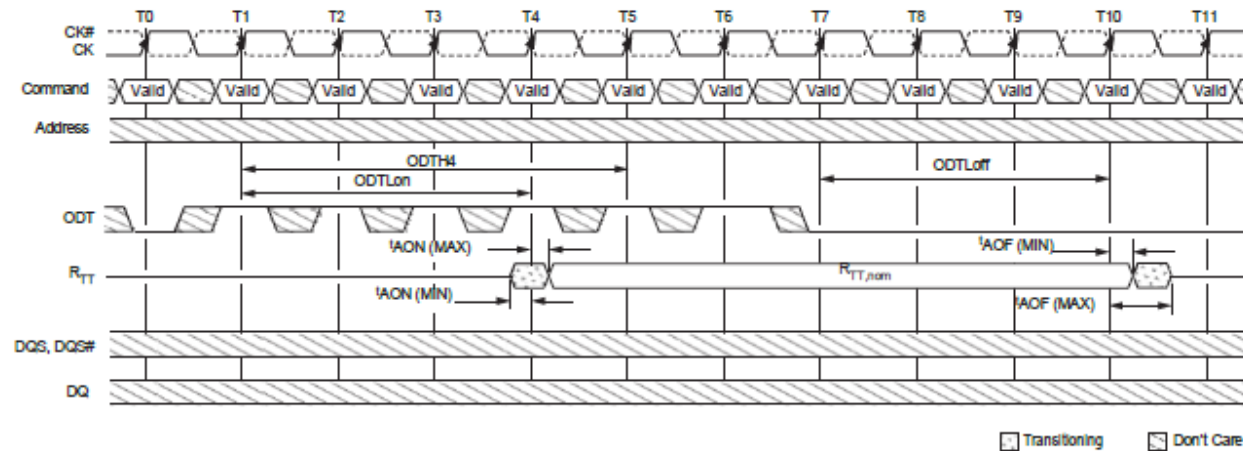 T0 T1 T2 T3 T4 T5 T6 T7 T8 T9 T10 T11
CK#
CK
Command Valid Valid Valid Valid Valid Valid Valid Valid Valid Valid Valid Valid
Address
ODTH4
ODTLon
ODTLoff
ODT
tAON (MAX)
tAOF (MIN)
RTT
RTT,nom
tAON (MIN)
tAOF (MAX)
DQS, DQS#
DQ
Transitioning Don't Care